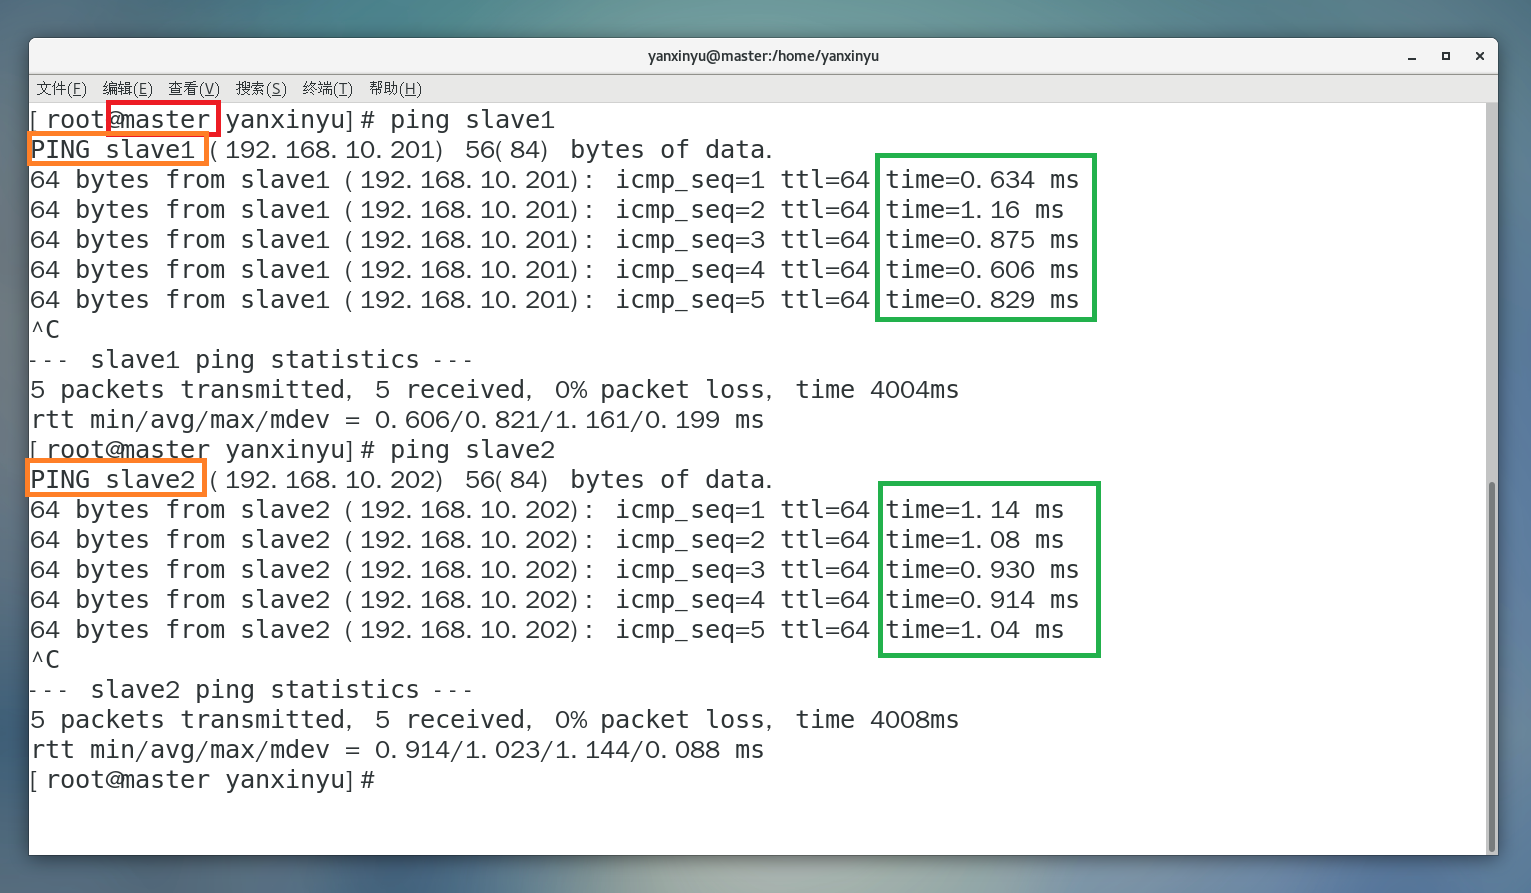 yanxinyu@master:/home/yanxinyu
文件(F) 编辑(E) 查看(V) 搜索(S) 终端(T) 帮助(H)
[root@master yanxinyu]# ping slave1
PING slave1 (192.168.10.201) 56(84) bytes of data.
64 bytes from slave1 (192.168.10.201): icmp_seq=1 ttl=64 time=0.634 ms
64 bytes from slave1 (192.168.10.201): icmp_seq=2 ttl=64 time=1.16 ms
64 bytes from slave1 (192.168.10.201): icmp_seq=3 ttl=64 time=0.875 ms
64 bytes from slave1 (192.168.10.201): icmp_seq=4 ttl=64 time=0.606 ms
64 bytes from slave1 (192.168.10.201): icmp_seq=5 ttl=64 time=0.829 ms
^C
--- slave1 ping statistics ---
5 packets transmitted, 5 received, 0% packet loss, time 4004ms
rtt min/avg/max/mdev = 0.606/0.821/1.161/0.199 ms
[root@master yanxinyu]# ping slave2
PING slave2 (192.168.10.202) 56(84) bytes of data.
64 bytes from slave2 (192.168.10.202): icmp_seq=1 ttl=64 time=1.14 ms
64 bytes from slave2 (192.168.10.202): icmp_seq=2 ttl=64 time=1.08 ms
64 bytes from slave2 (192.168.10.202): icmp_seq=3 ttl=64 time=0.930 ms
64 bytes from slave2 (192.168.10.202): icmp_seq=4 ttl=64 time=0.914 ms
64 bytes from slave2 (192.168.10.202): icmp_seq=5 ttl=64 time=1.04 ms
^C
--- slave2 ping statistics ---
5 packets transmitted, 5 received, 0% packet loss, time 4008ms
rtt min/avg/max/mdev = 0.914/1.023/1.144/0.088 ms
[root@master yanxinyu]#